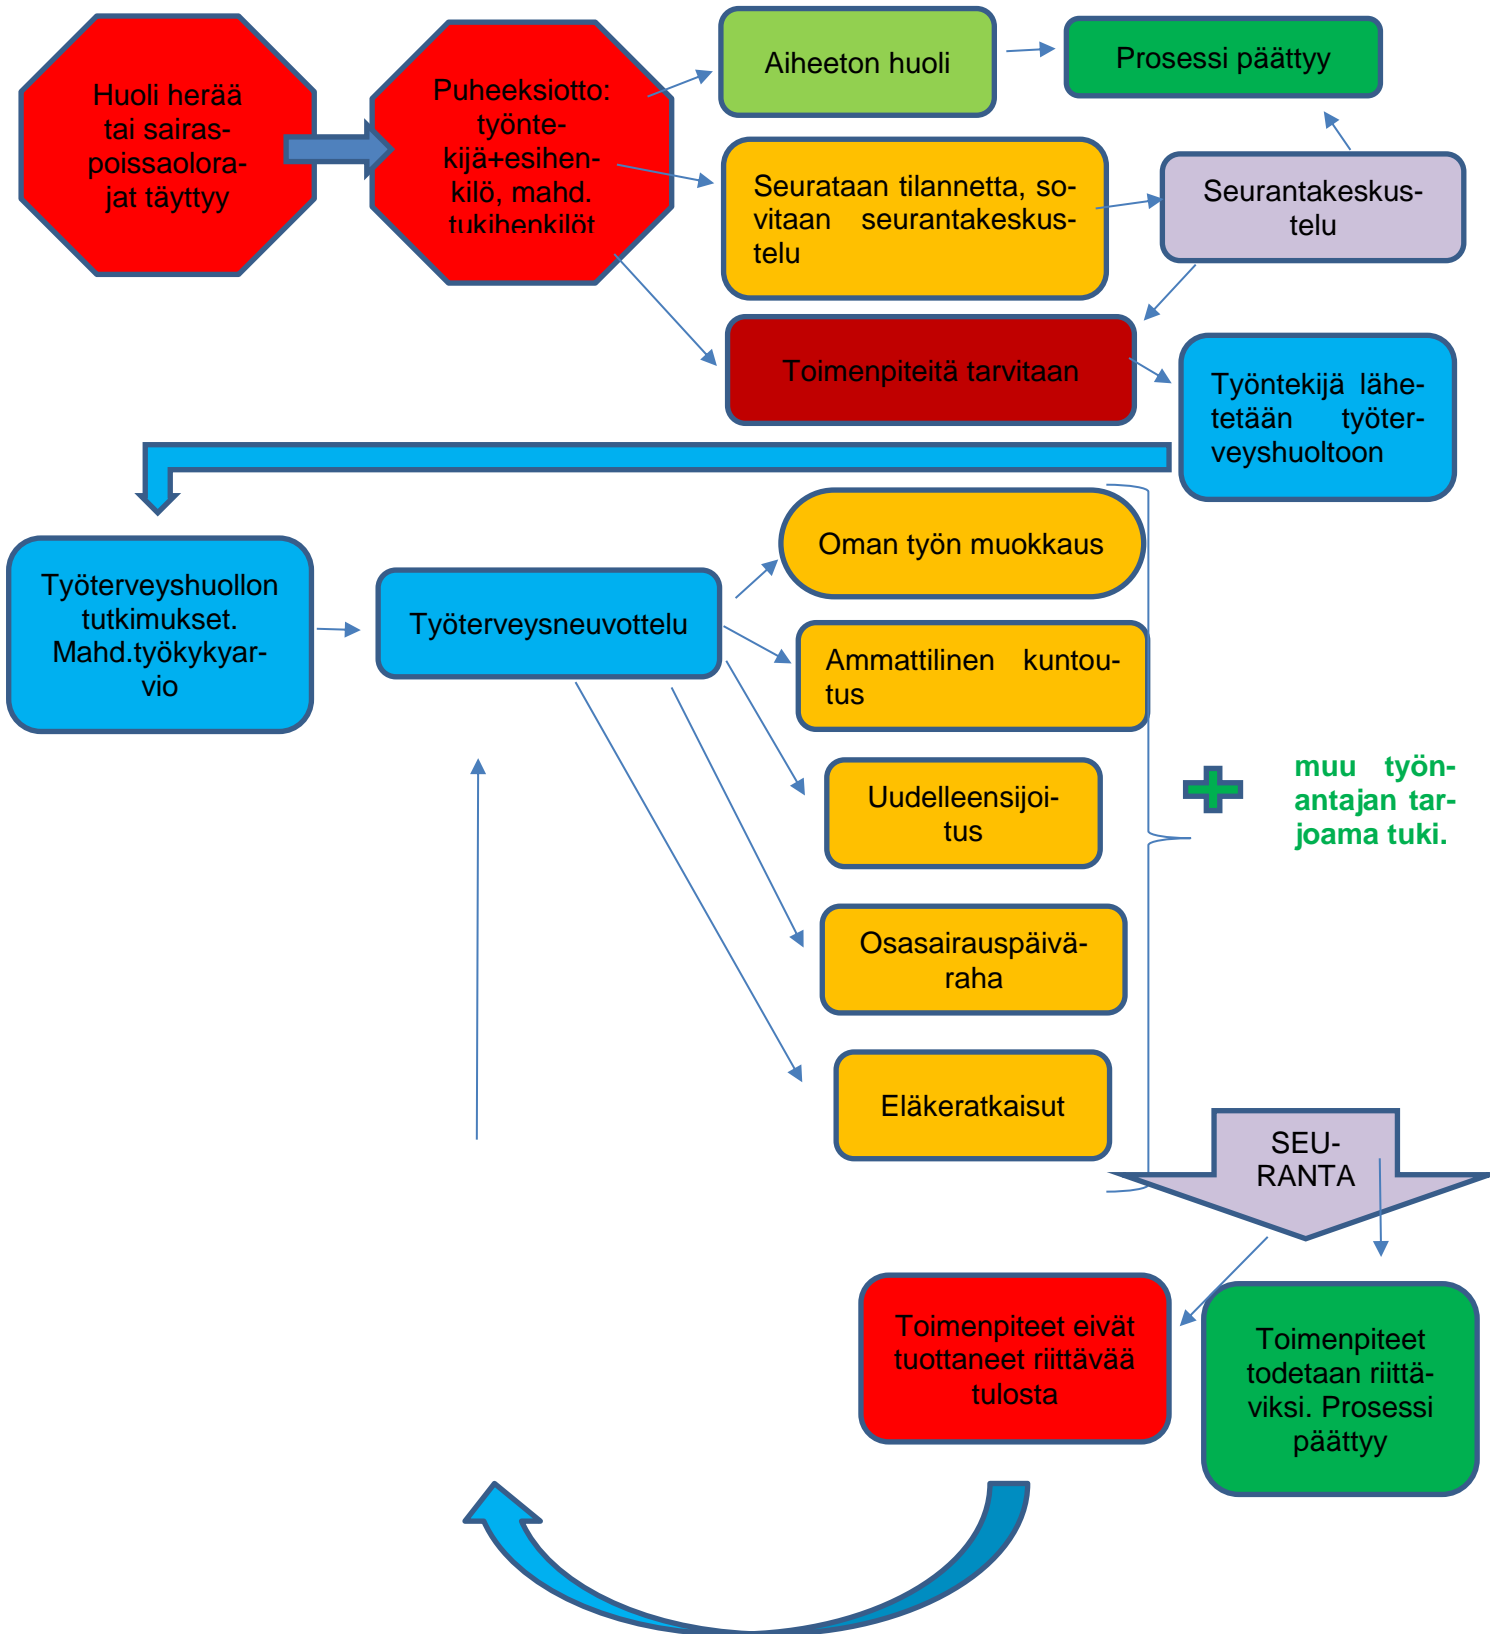 Huoli herää
tai sairas-
poissaolora-
jat täyttyy
Puheeksiotto:
työnte-
kijä+esihen-
kilö, mahd.
tukihenkilöt
Aiheeton huoli
Prosessi päättyy
Seurataan tilannetta, so-
vitaan seurantakeskus-
telu
Seurantakeskus-
telu
Toimenpiteitä tarvitaan
Työntekijä lähe-
tetään työter-
veyshuoltoon
Työterveyshuollon
tutkimukset.
Mahd.työkykyar-
vio
Työterveysneuvottelu
Oman työn muokkaus
Ammattilinen kuntou-
tus
Uudelleensijoi-
tus
Osasairauspäivä-
raha
Eläkeratkaisut
muu työn-
antajan tar-
joama tuki.
SEU-
RANTA
Toimenpiteet eivät
tuottaneet riittävää
tulosta
Toimenpiteet
todetaan riittä-
viksi. Prosessi
päättyy